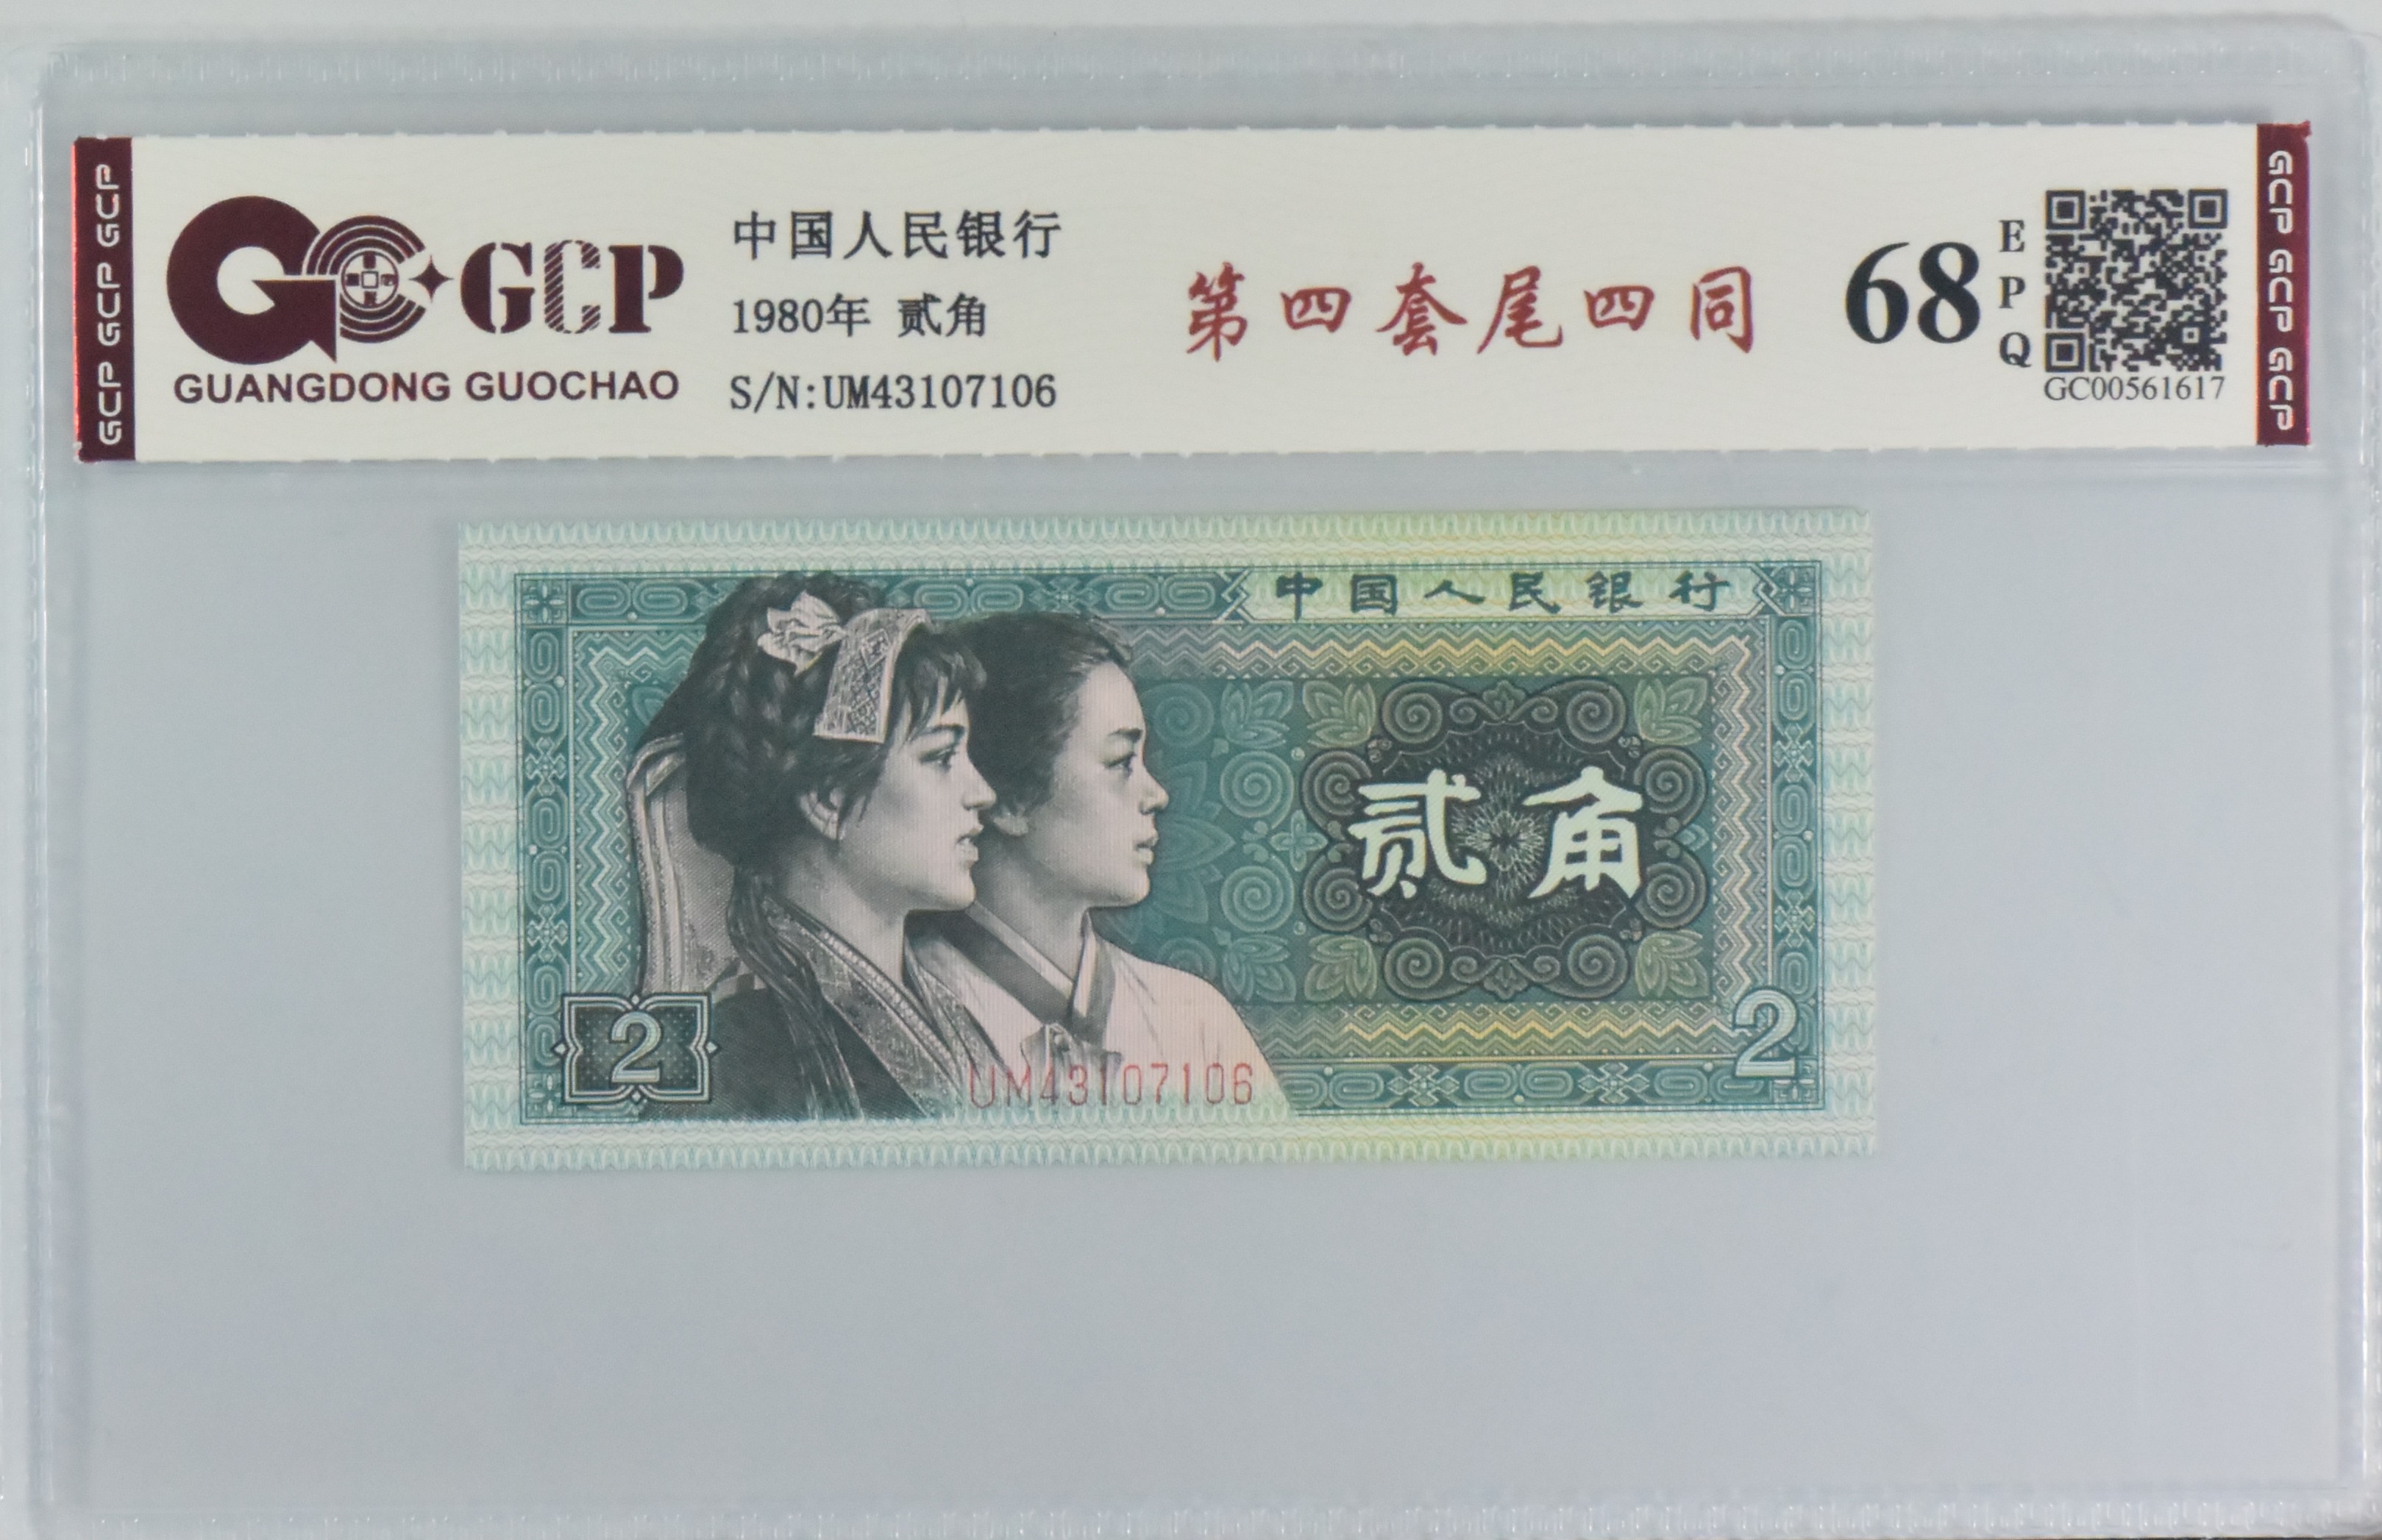 GCP GCP GCP
GCP
GUANGDONG GUOCHAO
中国人民银行
1980年 贰角
S/N:UM43107106
第四套尾四同
68
EPQ
GC00561617
GCP GCP GCP
中国人民银行
贰角
2
2
UM43107106